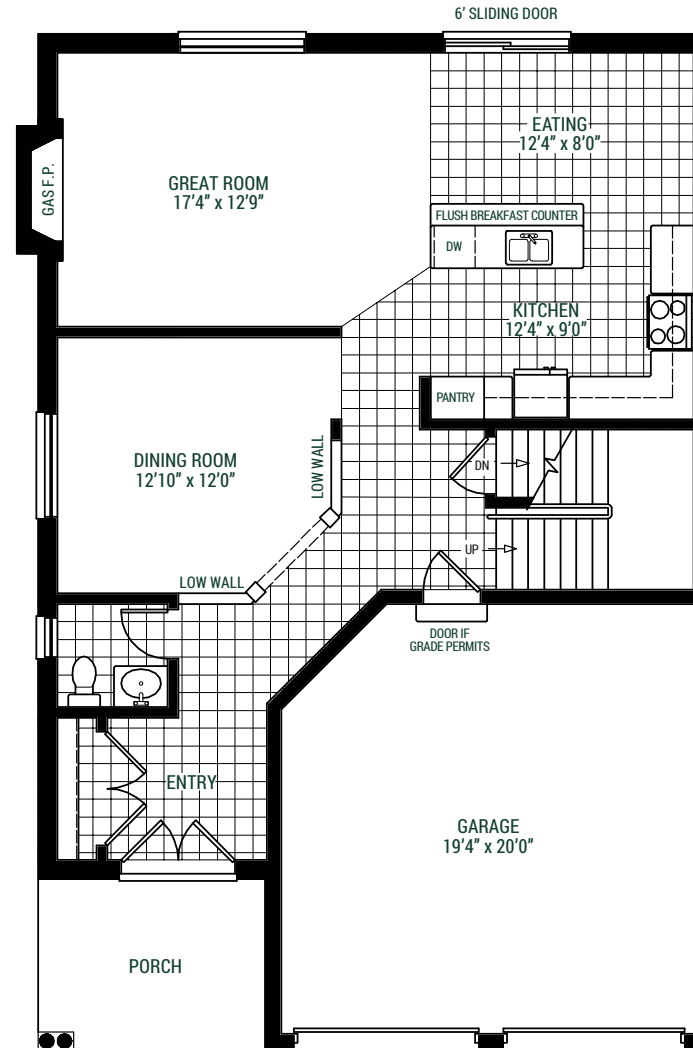 6’ SLIDING DOOR
EATING
12’4” x 8’0”
GAS F.P.
GREAT ROOM
17’4” x 12’9”
FLUSH BREAKFAST COUNTER
DW
KITCHEN
12’4” x 9’0”
PANTRY
DINING ROOM
12’10” x 12’0”
LOW WALL
DN
UP
LOW WALL
DOOR IF
GRADE PERMITS
ENTRY
GARAGE
19’4” x 20’0”
PORCH